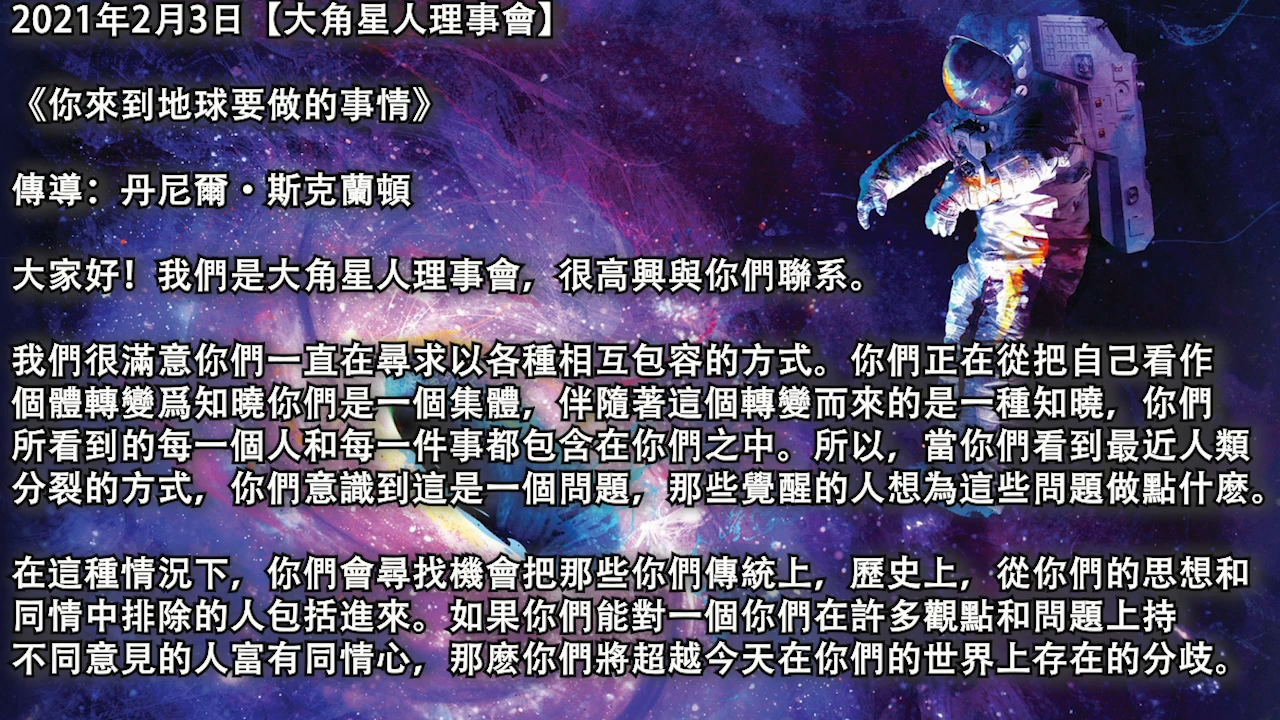 2021年2月3日【大角星人理事會】
《你來到地球要做的事情》
傳導：丹尼爾·斯克蘭頓
大家好！我們是大角星人理事會，很高興與你們聯系。
我們很滿意你們一直在尋求以各種相互包容的方式。你們正在從把自己看作
個體轉變爲知曉你們是一個集體，伴隨著這個轉變而來的是一種知曉，你們
所看到的每一個人和每一件事都包含在你們之中。所以，當你們看到最近人類
分裂的方式，你們意識到這是一個問題，那些覺醒的人想為這些問題做點什麽。
在這種情況下，你們會尋找機會把那些你們傳統上，歷史上，從你們的思想和
同情中排除的人包括進來。如果你們能對一個你們在許多觀點和問題上持
不同意見的人富有同情心，那麽你們將超越今天在你們的世界上存在的分歧。